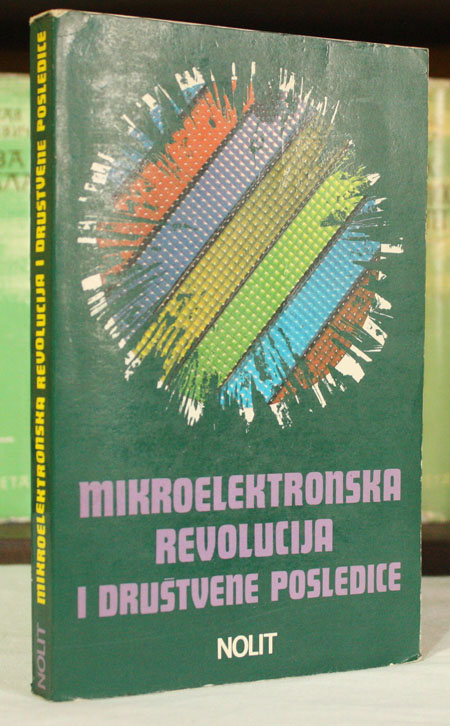 MIKROELEKTRONSKA REVOLUCIJA I DRUŠTVENE POSLEDICE
NOLIT
MIKROELEKTRONSKA
REVOLUCIJA
I DRUŠTVENE POSLEDICE
NOLIT